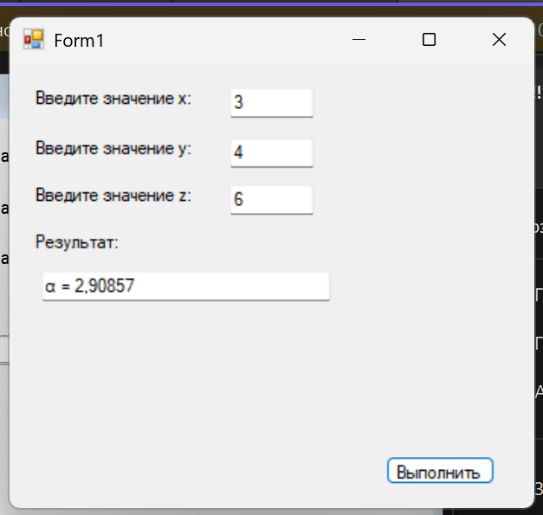 Form1
Введите значение x:
3
Введите значение y:
4
Введите значение z:
6
Результат:
α = 2,90857
Выполнить